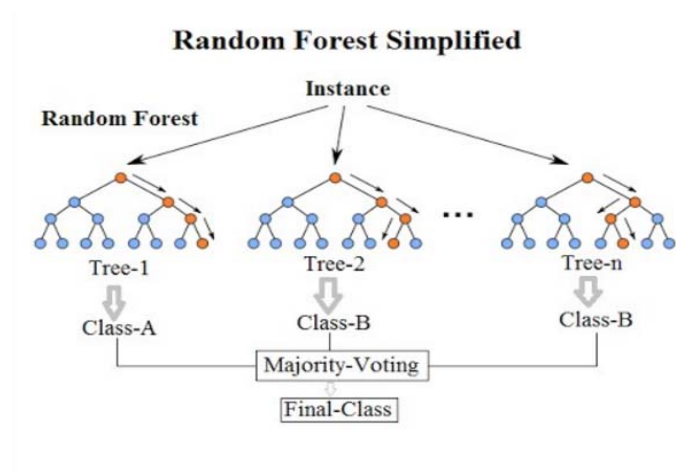 Random Forest Simplified
Instance
Random Forest
...
Tree-1
Tree-2
Tree-n
Class-A
Class-B
Class-B
Majority-Voting
Final-Class